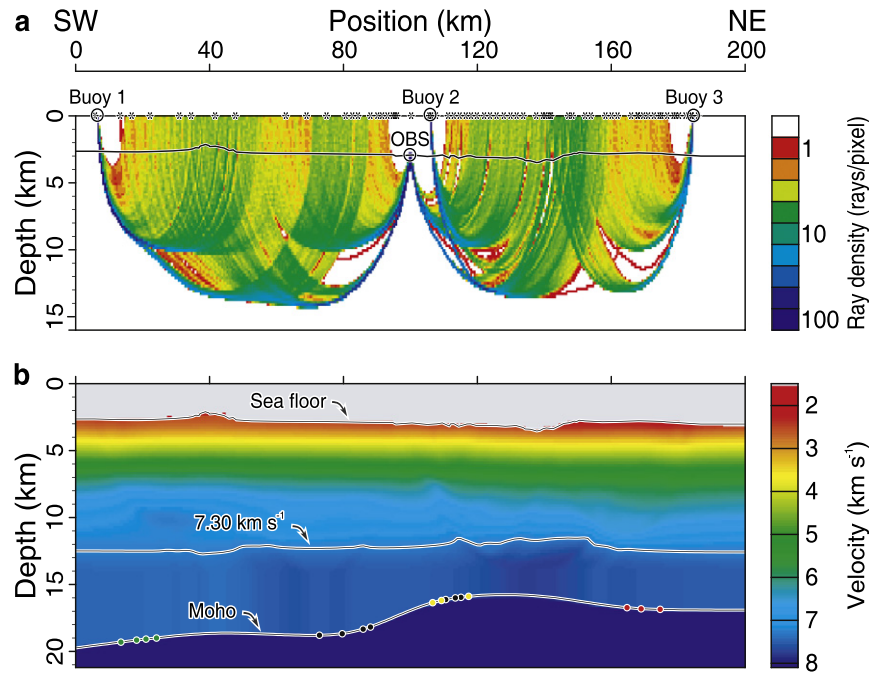 a SW Position (km) NE
0 40 80 120 160 200
Buoy 1 Buoy 2 Buoy 3
OBS
0
5
10
15
Depth (km)
1
10
100
Ray density (rays/pixel)
b
0
5
10
15
20
Depth (km)
Sea floor
7.30 km s⁻¹
Moho
2
3
4
5
6
7
8
Velocity (km s⁻¹)